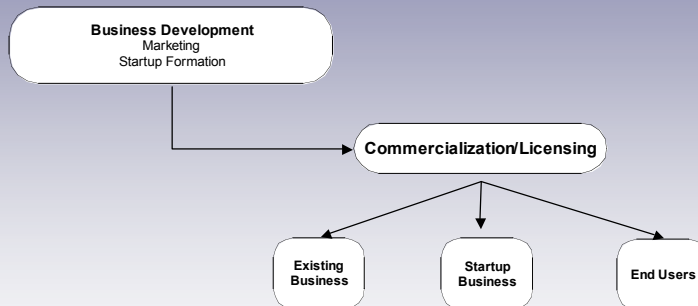 Business Development
Marketing
Startup Formation
Commercialization/Licensing
Existing
Business
Startup
Business
End Users